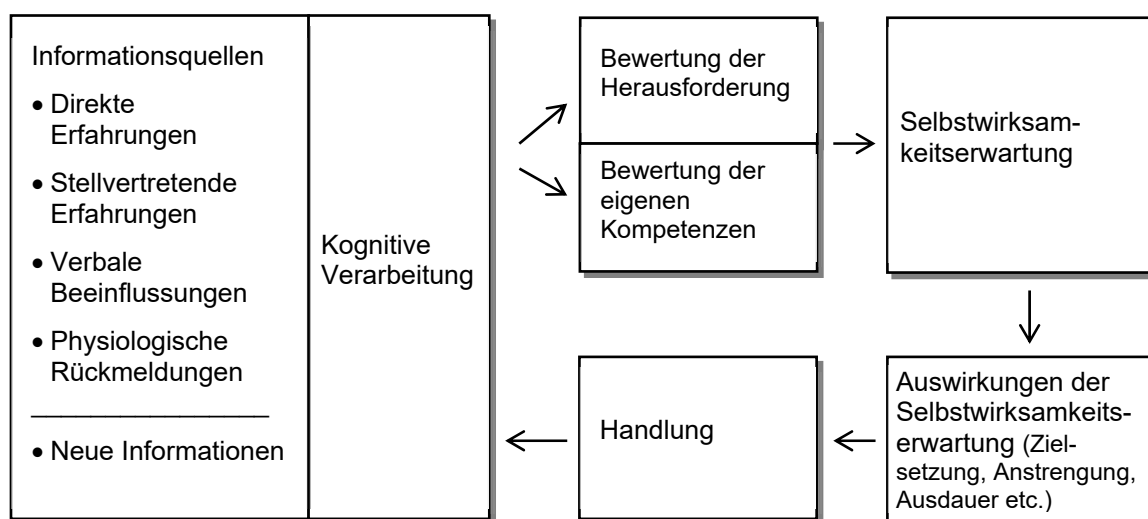 Informationsquellen
• Direkte
Erfahrungen
• Stellvertretende
Erfahrungen
• Verbale
Beeinflussungen
• Physiologische
Rückmeldungen
• Neue Informationen
Kognitive
Verarbeitung
Bewertung der
Herausforderung
Bewertung der
eigenen
Kompetenzen
Selbstwirksam-
keitserwartung
Auswirkungen der
Selbstwirksamkeits-
erwartung (Ziel-
setzung, Anstrengung,
Ausdauer etc.)
Handlung